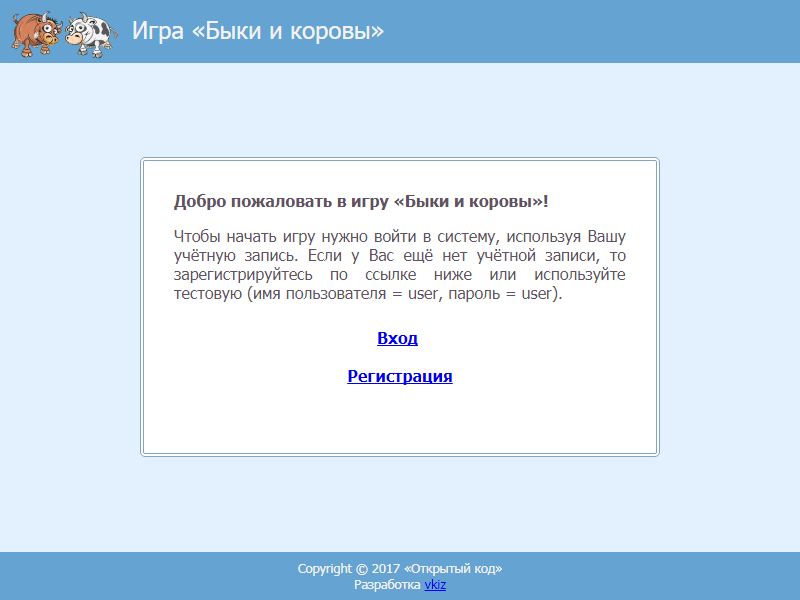 Игра «Быки и коровы»
Добро пожаловать в игру «Быки и коровы»!
Чтобы начать игру нужно войти в систему, используя Вашу
учётную запись. Если у Вас ещё нет учётной записи, то
зарегистрируйтесь по ссылке ниже или используйте
тестовую (имя пользователя = user, пароль = user).
Вход
Регистрация
Copyright © 2017 «Открытый код»
Разработка vkiz